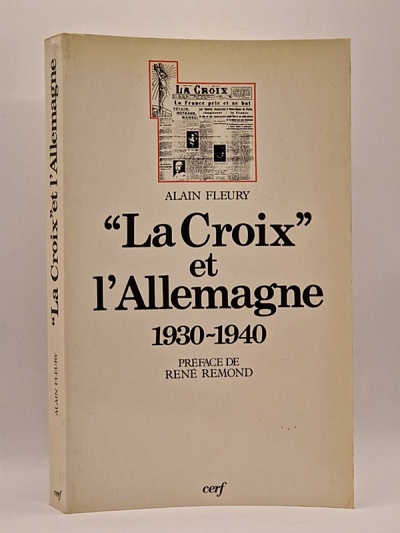 LA CROIX
La France prie et se bat
ALAIN FLEURY
“La Croix”
et
l'Allemagne
1930~1940
PRÉFACE DE
RENÉ REMOND
cerf
“La Croix” et l'Allemagne
ALAIN FLEURY
cerf